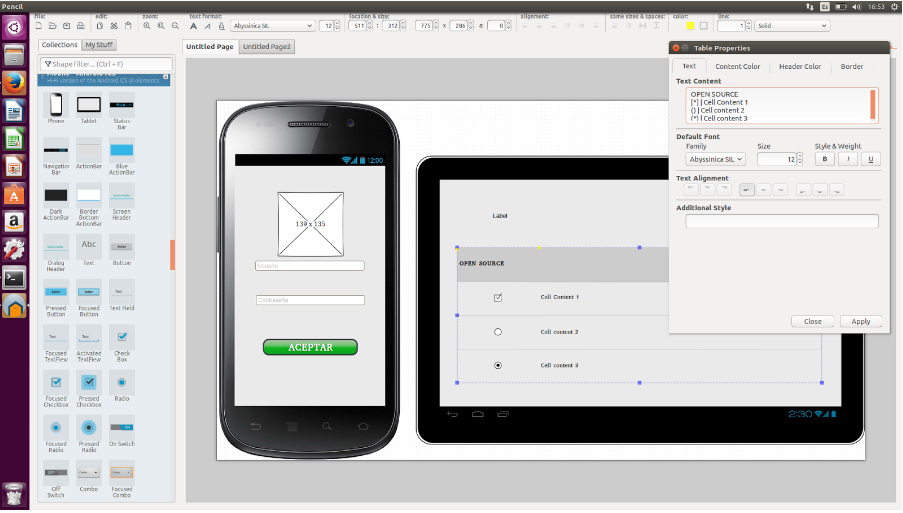 Pencil
Es
16:53
file:
edit:
zoom:
text format:
location & size:
alignment:
same sizes & spaces:
color:
line:
Abyssinica SIL
12
511
312
775
286
0
1
Solid
Collections
My Stuff
Untitled Page
Untitled Page2
Shape filter... (Ctrl + F)
HiFi version of the Android ICS UI elements
Phone
Tablet
Status Bar
Navigation Bar
ActionBar
Blue ActionBar
Dark ActionBar
Border Bottom ActionBar
Screen Header
Dialog Header
Abc
Text
Button
Pressed Button
Focused Button
Text Field
Focused TextFiew
Activated TextFiew
Check Box
Focused Checkbox
Pressed Checkbox
Radio
Focused Radio
Pressed Radio
On Switch
Off Switch
Combo
Focused Combo
12:00
139 x 135
Usuario
Contraseña
ACEPTAR
Label
OPEN SOURCE
Cell Content 1
Cell content 2
Cell content 3
2:30
Table Properties
Text
Content Color
Header Color
Border
Text Content
OPEN SOURCE
[*] | Cell Content 1
() | Cell content 2
(*) | Cell content 3
Default Font
Family
Size
Style & Weight
Abyssinica SIL
12
B
I
U
Text Alignment
Additional Style
Close
Apply